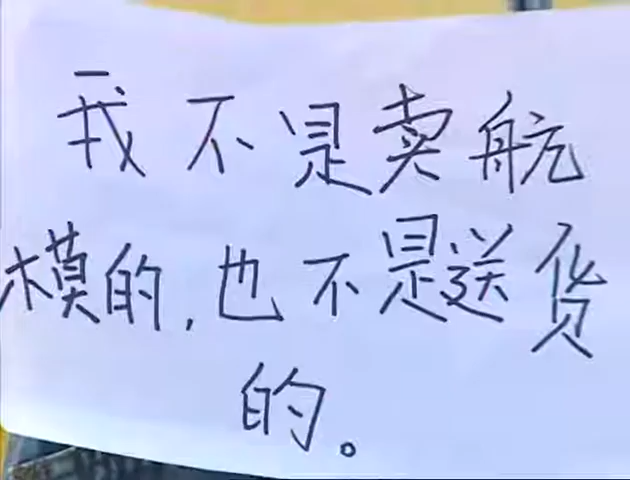 我不是卖航
模的,也不是送货
的。